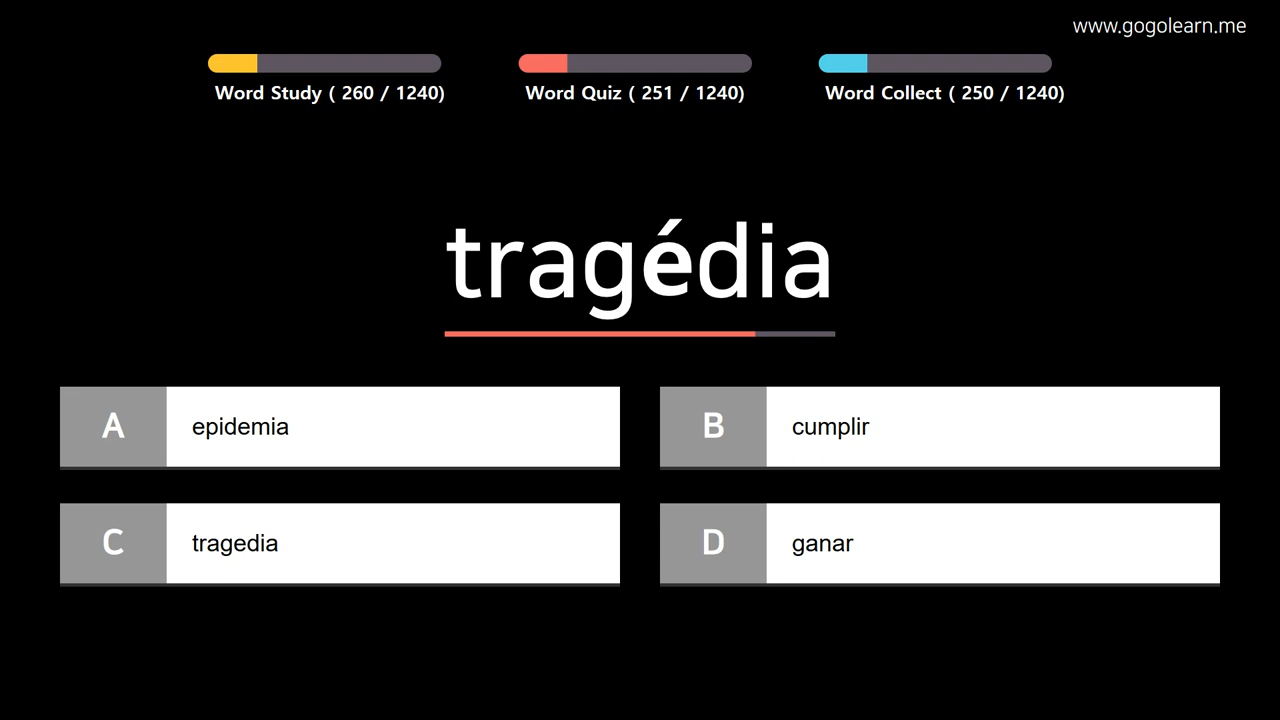 www.gogolearn.me
Word Study ( 260 / 1240)
Word Quiz ( 251 / 1240)
Word Collect ( 250 / 1240)
tragédia
A epidemia
B cumplir
C tragedia
D ganar